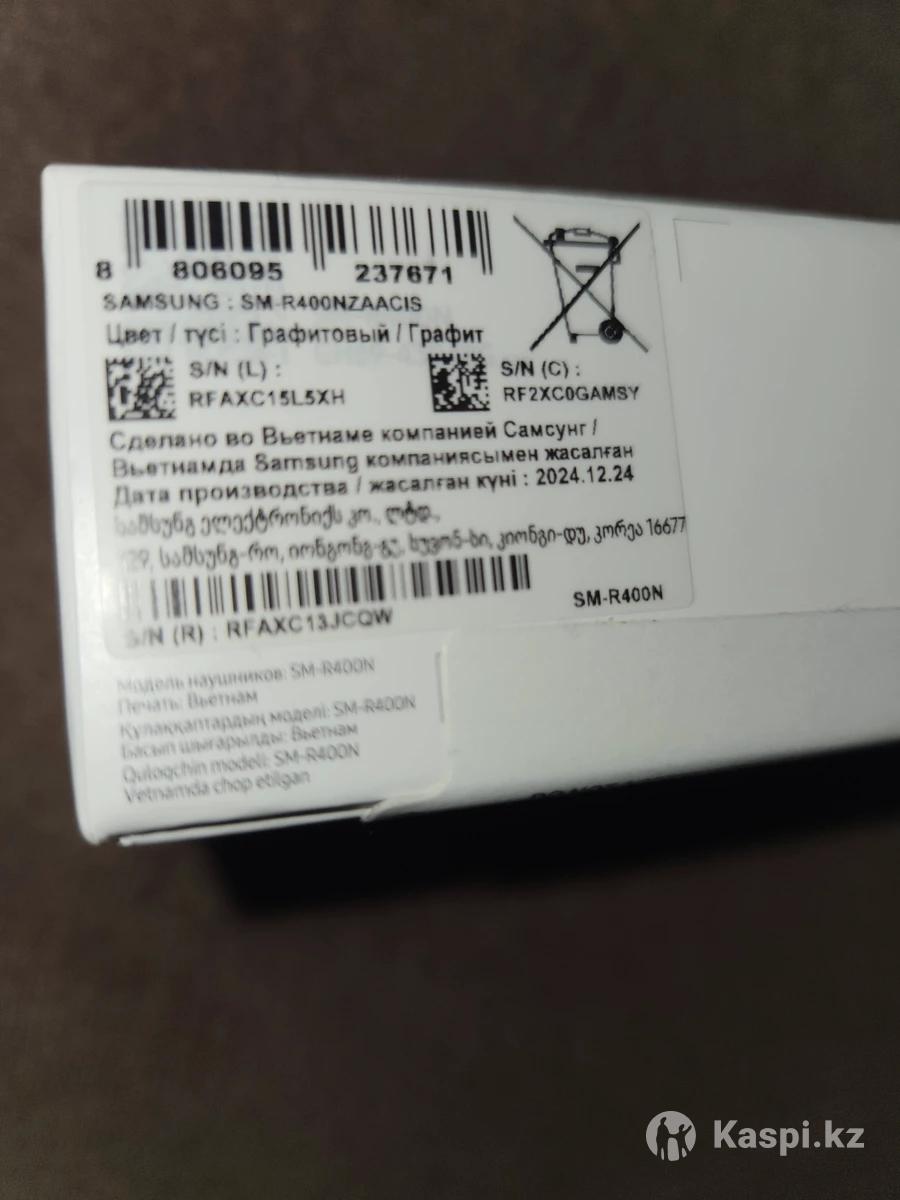 8 806095 237671
SAMSUNG : SM-R400NZAACIS
Цвет / түсі : Графитовый / Графит
S/N (L) :
RFAXC15L5XH
S/N (C) :
RF2XC0GAMSY
Сделано во Вьетнаме компанией Самсунг /
Вьетнамда Samsung компаниясымен жасалған
Дата производства / жасалған күні : 2024.12.24
სამსუნგ ელექტრონიქს კო., ლტდ.,
129, სამსუნგ-რო, იონგთონგ-გუ, სუვონ-სი, კიონგი-დუ, კორეა 16677
SM-R400N
S/N (R) : RFAXC13JCQW
Модель наушников: SM-R400N
Печать: Вьетнам
Құлаққаптардың моделі: SM-R400N
Басып шығарылды: Вьетнам
Quloqchin modeli: SM-R400N
Vetnamda chop etilgan
Kaspi.kz